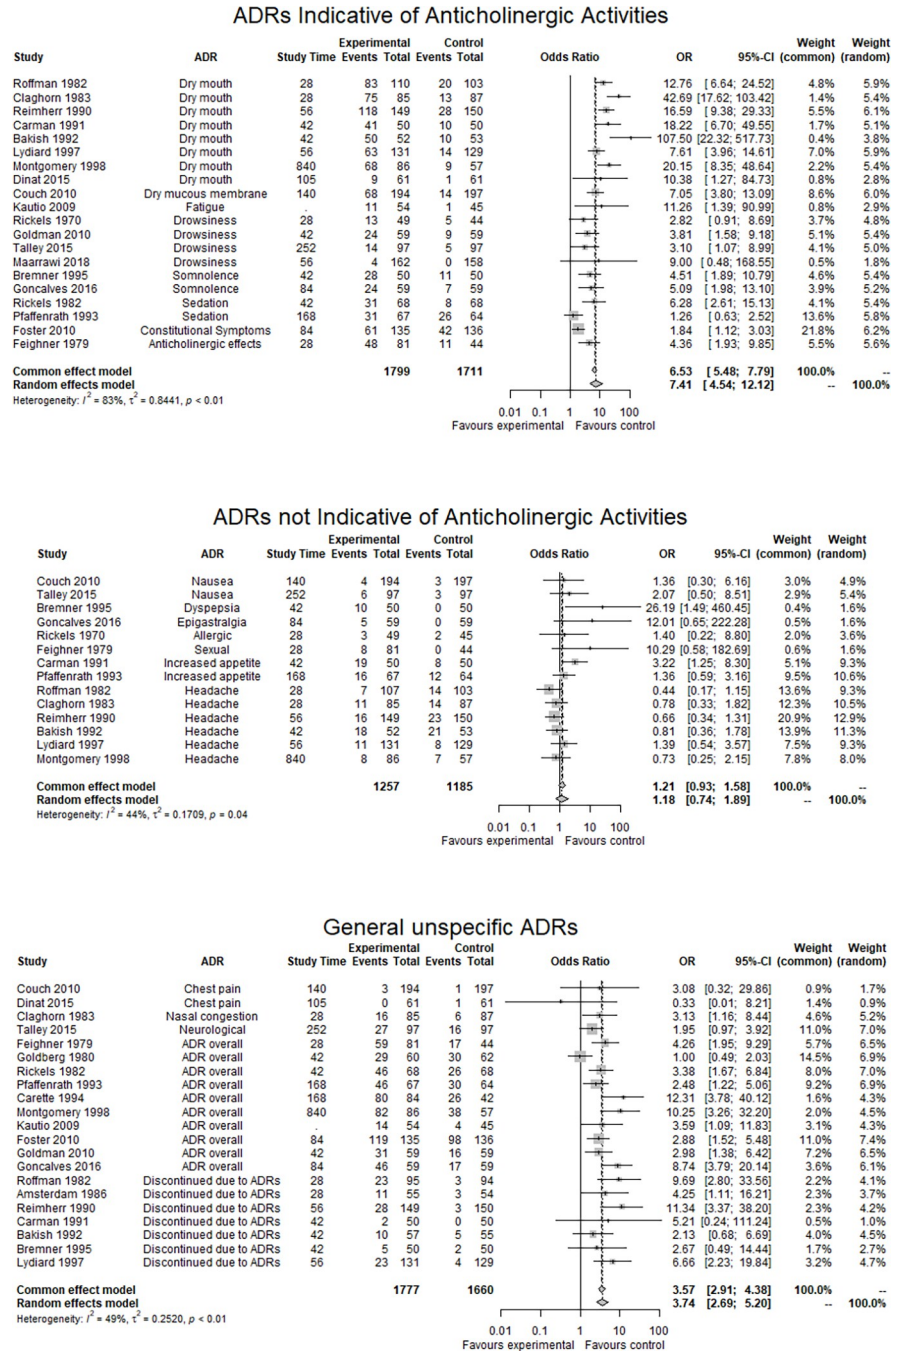 ADRs Indicative of Anticholinergic Activities
Experimental Control Weight Weight
Study ADR Study Time Events Total Events Total Odds Ratio OR 95%-CI (common) (random)
Roffman 1982 Dry mouth 28 83 110 20 103 12.76 [ 6.64; 24.52] 4.8% 5.9%
Claghorn 1983 Dry mouth 28 75 85 13 87 42.69 [17.62; 103.42] 1.4% 5.4%
Reimherr 1990 Dry mouth 56 118 149 28 150 16.59 [ 9.38; 29.33] 5.5% 6.1%
Carman 1991 Dry mouth 42 41 50 10 50 18.22 [ 6.70; 49.55] 1.7% 5.1%
Bakish 1992 Dry mouth 42 50 52 10 53 107.50 [22.32; 517.73] 0.4% 3.8%
Lydiard 1997 Dry mouth 56 63 131 14 129 7.61 [ 3.96; 14.61] 7.0% 5.9%
Montgomery 1998 Dry mouth 840 68 86 9 57 20.15 [ 8.35; 48.64] 2.2% 5.4%
Dinat 2015 Dry mouth 105 9 61 1 61 10.38 [ 1.27; 84.73] 0.8% 2.8%
Couch 2010 Dry mucous membrane 140 68 194 14 197 7.05 [ 3.80; 13.09] 8.6% 6.0%
Kautio 2009 Fatigue . 11 54 1 45 11.26 [ 1.39; 90.99] 0.8% 2.9%
Rickels 1970 Drowsiness 28 13 49 5 44 2.82 [ 0.91; 8.69] 3.7% 4.8%
Goldman 2010 Drowsiness 42 24 59 9 59 3.81 [ 1.58; 9.18] 5.1% 5.4%
Talley 2015 Drowsiness 252 14 97 5 97 3.10 [ 1.07; 8.99] 4.1% 5.0%
Maarrawi 2018 Drowsiness 56 4 162 0 158 9.00 [ 0.48; 168.55] 0.5% 1.8%
Bremner 1995 Somnolence 42 28 50 11 50 4.51 [ 1.89; 10.79] 4.6% 5.4%
Goncalves 2016 Somnolence 84 24 59 7 59 5.09 [ 1.98; 13.10] 3.9% 5.2%
Rickels 1982 Sedation 42 31 68 8 68 6.28 [ 2.61; 15.13] 4.1% 5.4%
Pfaffenrath 1993 Sedation 168 31 67 26 64 1.26 [ 0.63; 2.52] 13.6% 5.8%
Foster 2010 Constitutional Symptoms 84 61 135 42 136 1.84 [ 1.12; 3.03] 21.8% 6.2%
Feighner 1979 Anticholinergic effects 28 48 81 11 44 4.36 [ 1.93; 9.85] 5.5% 5.6%
Common effect model 1799 1711 6.53 [ 5.48; 7.79] 100.0% --
Random effects model 7.41 [ 4.54; 12.12] -- 100.0%
Heterogeneity: I² = 83%, τ² = 0.8441, p < 0.01
0.01 0.1 1 10 100
Favours experimental Favours control
ADRs not Indicative of Anticholinergic Activities
Experimental Control Weight Weight
Study ADR Study Time Events Total Events Total Odds Ratio OR 95%-CI (common) (random)
Couch 2010 Nausea 140 4 194 3 197 1.36 [0.30; 6.16] 3.0% 4.9%
Talley 2015 Nausea 252 6 97 3 97 2.07 [0.50; 8.51] 2.9% 5.4%
Bremner 1995 Dyspepsia 42 10 50 0 50 26.19 [1.49; 460.45] 0.4% 1.6%
Goncalves 2016 Epigastralgia 84 5 59 0 59 12.01 [0.65; 222.28] 0.5% 1.6%
Rickels 1970 Allergic 28 3 49 2 45 1.40 [0.22; 8.80] 2.0% 3.6%
Feighner 1979 Sexual 28 8 81 0 44 10.29 [0.58; 182.69] 0.6% 1.6%
Carman 1991 Increased appetite 42 19 50 8 50 3.22 [1.25; 8.30] 5.1% 9.3%
Pfaffenrath 1993 Increased appetite 168 16 67 12 64 1.36 [0.59; 3.16] 9.5% 10.6%
Roffman 1982 Headache 28 7 107 14 103 0.44 [0.17; 1.15] 13.6% 9.3%
Claghorn 1983 Headache 28 11 85 14 87 0.78 [0.33; 1.82] 12.3% 10.5%
Reimherr 1990 Headache 56 16 149 23 150 0.66 [0.34; 1.31] 20.9% 12.9%
Bakish 1992 Headache 42 18 52 21 53 0.81 [0.36; 1.78] 13.9% 11.3%
Lydiard 1997 Headache 56 11 131 8 129 1.39 [0.54; 3.57] 7.5% 9.3%
Montgomery 1998 Headache 840 8 86 7 57 0.73 [0.25; 2.15] 7.8% 8.0%
Common effect model 1257 1185 1.21 [0.93; 1.58] 100.0% --
Random effects model 1.18 [0.74; 1.89] -- 100.0%
Heterogeneity: I² = 44%, τ² = 0.1709, p = 0.04
0.01 0.1 1 10 100
Favours experimental Favours control
General unspecific ADRs
Experimental Control Weight Weight
Study ADR Study Time Events Total Events Total Odds Ratio OR 95%-CI (common) (random)
Couch 2010 Chest pain 140 3 194 1 197 3.08 [0.32; 29.86] 0.9% 1.7%
Dinat 2015 Chest pain 105 0 61 1 61 0.33 [0.01; 8.21] 1.4% 0.9%
Claghorn 1983 Nasal congestion 28 16 85 6 87 3.13 [1.16; 8.44] 4.6% 5.2%
Talley 2015 Neurological 252 27 97 16 97 1.95 [0.97; 3.92] 11.0% 7.0%
Feighner 1979 ADR overall 28 59 81 17 44 4.26 [1.95; 9.29] 5.7% 6.5%
Goldberg 1980 ADR overall 42 29 60 30 62 1.00 [0.49; 2.03] 14.5% 6.9%
Rickels 1982 ADR overall 42 46 68 26 68 3.38 [1.67; 6.84] 8.0% 7.0%
Pfaffenrath 1993 ADR overall 168 46 67 30 64 2.48 [1.22; 5.06] 9.2% 6.9%
Carette 1994 ADR overall 168 80 84 26 42 12.31 [3.78; 40.12] 1.6% 4.3%
Montgomery 1998 ADR overall 840 82 86 38 57 10.25 [3.26; 32.20] 2.0% 4.5%
Kautio 2009 ADR overall . 14 54 4 45 3.59 [1.09; 11.83] 3.1% 4.3%
Foster 2010 ADR overall 84 119 135 98 136 2.88 [1.52; 5.48] 11.0% 7.4%
Goldman 2010 ADR overall 42 31 59 16 59 2.98 [1.38; 6.42] 7.2% 6.5%
Goncalves 2016 ADR overall 84 46 59 17 59 8.74 [3.79; 20.14] 3.6% 6.1%
Roffman 1982 Discontinued due to ADRs 28 23 95 3 94 9.69 [2.80; 33.56] 2.2% 4.1%
Amsterdam 1986 Discontinued due to ADRs 28 11 55 3 54 4.25 [1.11; 16.21] 2.3% 3.7%
Reimherr 1990 Discontinued due to ADRs 56 28 149 3 150 11.34 [3.37; 38.20] 2.3% 4.2%
Carman 1991 Discontinued due to ADRs 42 2 50 0 50 5.21 [0.24; 111.24] 0.5% 1.0%
Bakish 1992 Discontinued due to ADRs 42 10 57 5 55 2.13 [0.68; 6.69] 4.0% 4.5%
Bremner 1995 Discontinued due to ADRs 42 5 50 2 50 2.67 [0.49; 14.44] 1.7% 2.7%
Lydiard 1997 Discontinued due to ADRs 56 23 131 4 129 6.66 [2.23; 19.84] 3.2% 4.7%
Common effect model 1777 1660 3.57 [2.91; 4.38] 100.0% --
Random effects model 3.74 [2.69; 5.20] -- 100.0%
Heterogeneity: I² = 49%, τ² = 0.2520, p < 0.01
0.01 0.1 1 10 100
Favours experimental Favours control